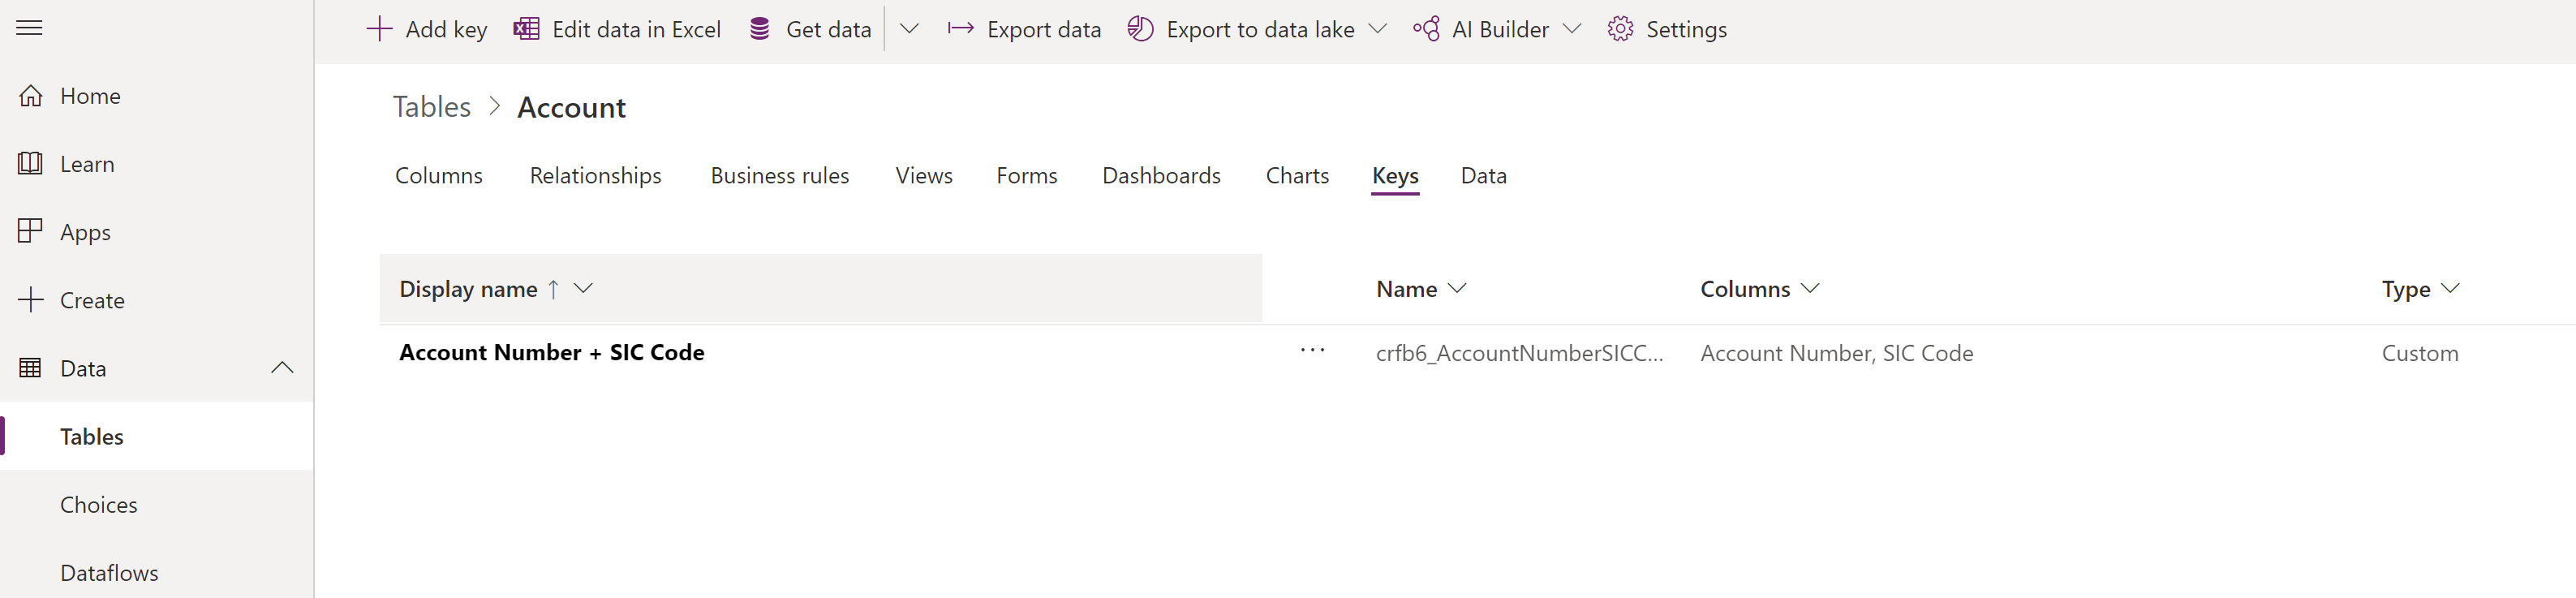 Add key Edit data in Excel Get data Export data Export to data lake AI Builder Settings
Home
Learn
Apps
Create
Data
Tables
Choices
Dataflows
Tables > Account
Columns Relationships Business rules Views Forms Dashboards Charts Keys Data
Display name ↑ Name Columns Type
Account Number + SIC Code ... crfb6_AccountNumberSICC... Account Number, SIC Code Custom